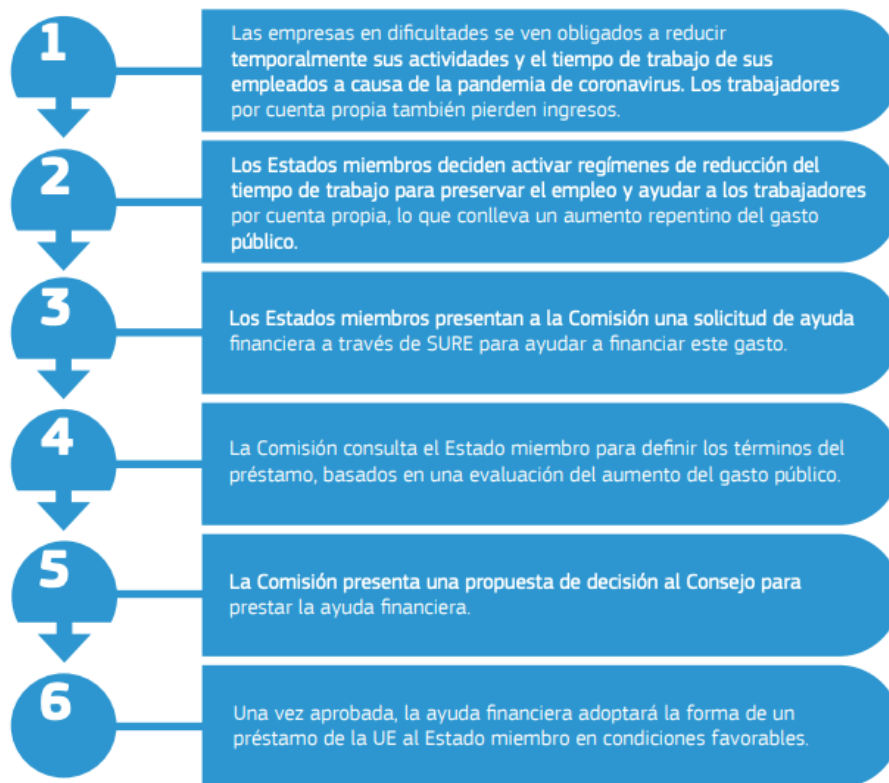 1
Las empresas en dificultades se ven obligados a reducir
temporalmente sus actividades y el tiempo de trabajo de sus
empleados a causa de la pandemia de coronavirus. Los trabajadores
por cuenta propia también pierden ingresos.
2
Los Estados miembros deciden activar regímenes de reducción del
tiempo de trabajo para preservar el empleo y ayudar a los trabajadores
por cuenta propia, lo que conlleva un aumento repentino del gasto
público.
3
Los Estados miembros presentan a la Comisión una solicitud de ayuda
financiera a través de SURE para ayudar a financiar este gasto.
4
La Comisión consulta el Estado miembro para definir los términos del
préstamo, basados en una evaluación del aumento del gasto público.
5
La Comisión presenta una propuesta de decisión al Consejo para
prestar la ayuda financiera.
6
Una vez aprobada, la ayuda financiera adoptará la forma de un
préstamo de la UE al Estado miembro en condiciones favorables.